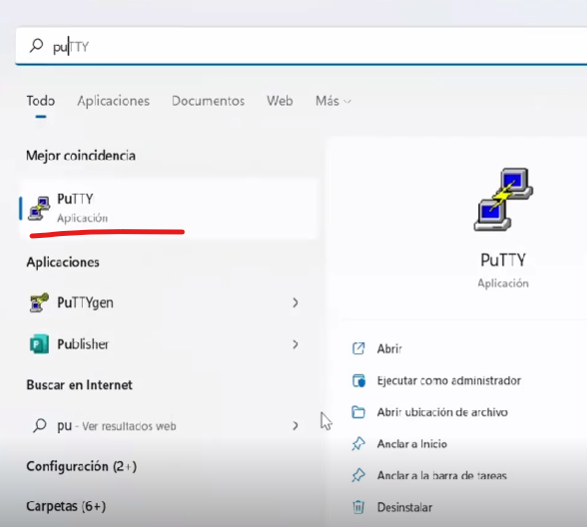 puTTY
Todo Aplicaciones Documentos Web Más
Mejor coincidencia
PuTTY
Aplicación
Aplicaciones
PuTTYgen
Publisher
Buscar en Internet
pu - Ver resultados web
Configuración (2+)
Carpetas (6+)
PuTTY
Aplicación
Abrir
Ejecutar como administrador
Abrir ubicación de archivo
Anclar a Inicio
Anclar a la barra de tareas
Desinstalar